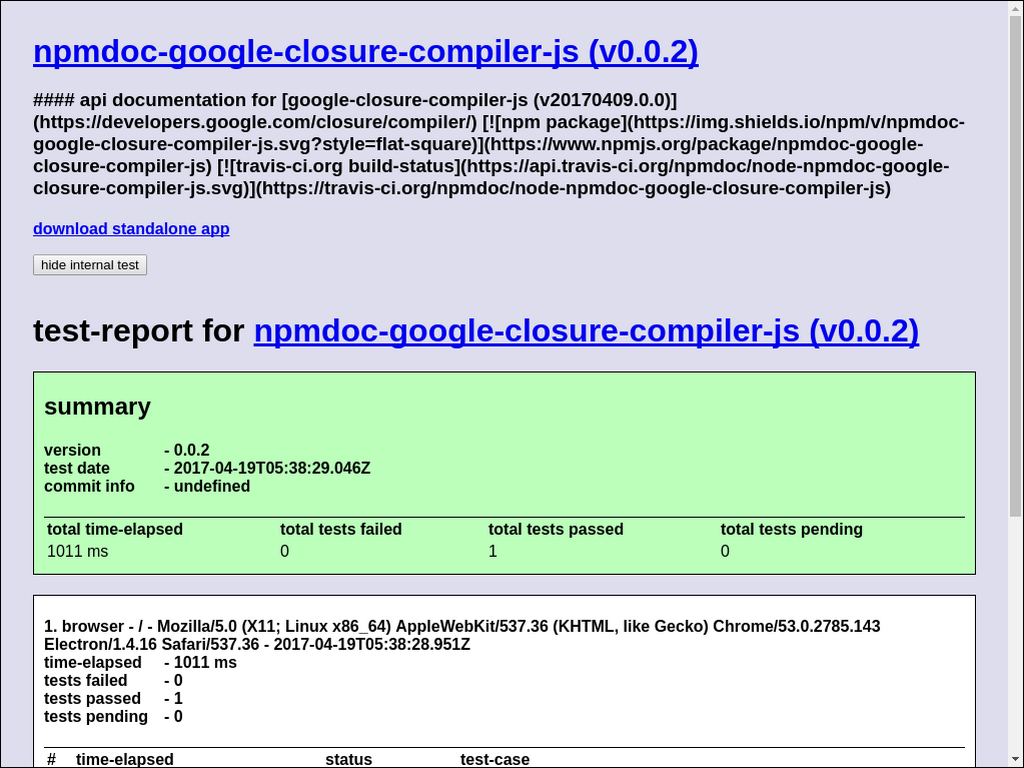 npmdoc-google-closure-compiler-js (v0.0.2)
#### api documentation for [google-closure-compiler-js (v20170409.0.0)]
(https://developers.google.com/closure/compiler/) [![npm package](https://img.shields.io/npm/v/npmdoc-
google-closure-compiler-js.svg?style=flat-square)](https://www.npmjs.org/package/npmdoc-google-
closure-compiler-js) [![travis-ci.org build-status](https://api.travis-ci.org/npmdoc/node-npmdoc-google-
closure-compiler-js.svg)](https://travis-ci.org/npmdoc/node-npmdoc-google-closure-compiler-js)
download standalone app
hide internal test
test-report for npmdoc-google-closure-compiler-js (v0.0.2)
summary
version - 0.0.2
test date - 2017-04-19T05:38:29.046Z
commit info - undefined
total time-elapsed total tests failed total tests passed total tests pending
1011 ms 0 1 0
1. browser - / - Mozilla/5.0 (X11; Linux x86_64) AppleWebKit/537.36 (KHTML, like Gecko) Chrome/53.0.2785.143
Electron/1.4.16 Safari/537.36 - 2017-04-19T05:38:28.951Z
time-elapsed - 1011 ms
tests failed - 0
tests passed - 1
tests pending - 0
# time-elapsed status test-case